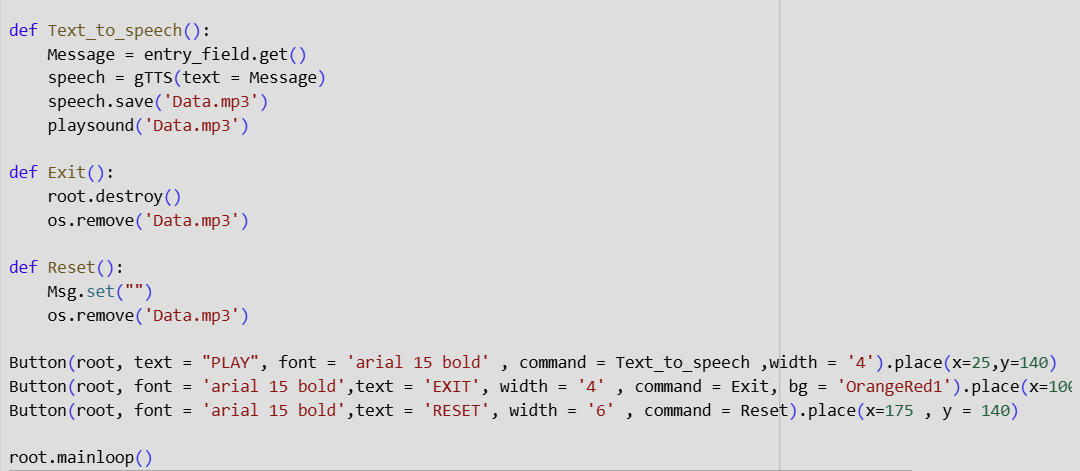 def Text_to_speech():
    Message = entry_field.get()
    speech = gTTS(text = Message)
    speech.save('Data.mp3')
    playsound('Data.mp3')
def Exit():
    root.destroy()
    os.remove('Data.mp3')
def Reset():
    Msg.set("")
    os.remove('Data.mp3')
Button(root, text = "PLAY", font = 'arial 15 bold' , command = Text_to_speech ,width = '4').place(x=25,y=140)
Button(root, font = 'arial 15 bold',text = 'EXIT', width = '4' , command = Exit, bg = 'OrangeRed1').place(x=100
Button(root, font = 'arial 15 bold',text = 'RESET', width = '6' , command = Reset).place(x=175 , y = 140)
root.mainloop()